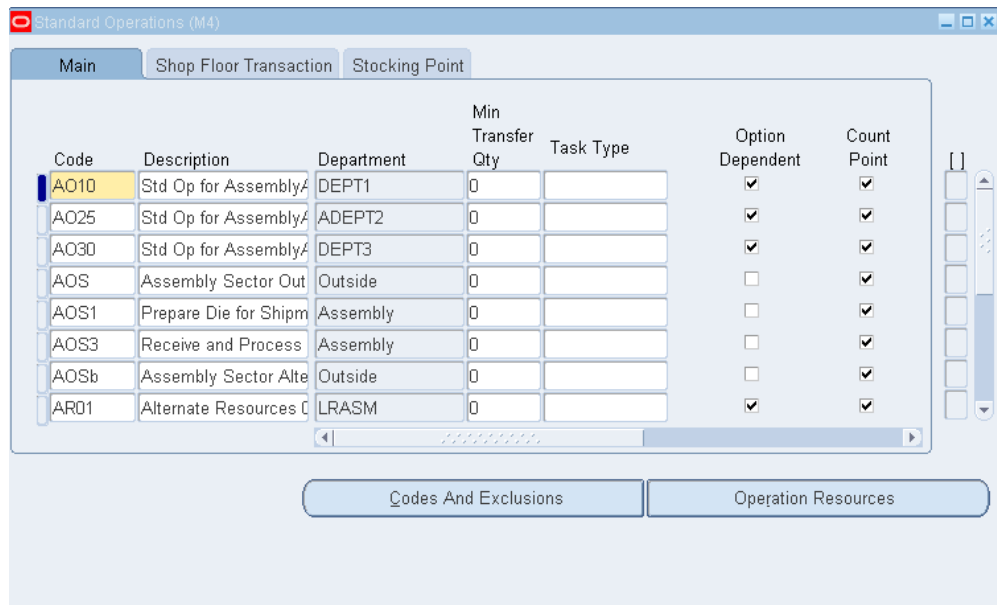 Standard Operations (M4)
Main Shop Floor Transaction Stocking Point
Code Description Department Min Transfer Qty Task Type Option Dependent Count Point [ ]
AO10 Std Op for AssemblyA DEPT1 0
AO25 Std Op for AssemblyA ADEPT2 0
AO30 Std Op for AssemblyA DEPT3 0
AOS Assembly Sector Out Outside 0
AOS1 Prepare Die for Shipm Assembly 0
AOS3 Receive and Process Assembly 0
AOSb Assembly Sector Alte Outside 0
AR01 Alternate Resources LRASM 0
Codes And Exclusions Operation Resources